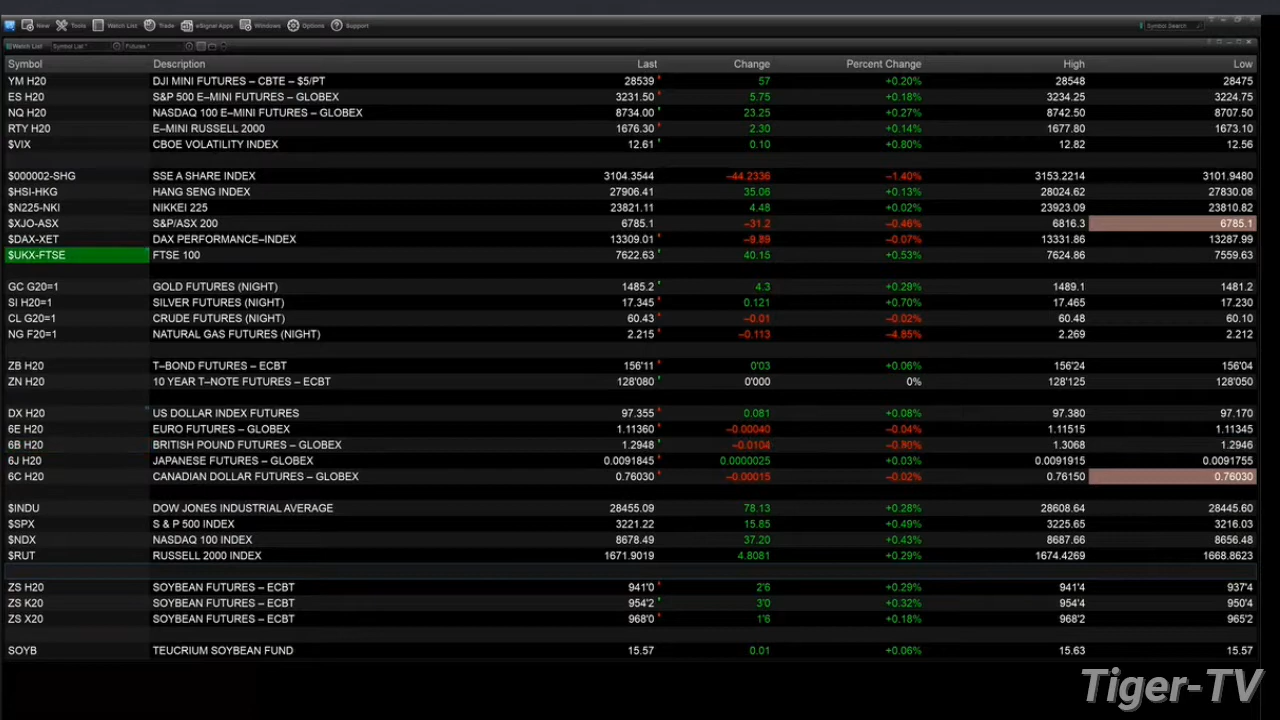 New Tools Watch List Trade eSignal Apps Windows Options Support Symbol Search
Watch List Symbol List * Futures *
Symbol Description Last Change Percent Change High Low
YM H20 DJI MINI FUTURES – CBTE – $5/PT 28539 57 +0.20% 28548 28475
ES H20 S&P 500 E–MINI FUTURES – GLOBEX 3231.50 5.75 +0.18% 3234.25 3224.75
NQ H20 NASDAQ 100 E–MINI FUTURES – GLOBEX 8734.00 23.25 +0.27% 8742.50 8707.50
RTY H20 E–MINI RUSSELL 2000 1676.30 2.30 +0.14% 1677.80 1673.10
$VIX CBOE VOLATILITY INDEX 12.61 0.10 +0.80% 12.82 12.56
$000002-SHG SSE A SHARE INDEX 3104.3544 –44.2336 –1.40% 3153.2214 3101.9480
$HSI-HKG HANG SENG INDEX 27906.41 35.06 +0.13% 28024.62 27830.08
$N225-NKI NIKKEI 225 23821.11 4.48 +0.02% 23923.09 23810.82
$XJO-ASX S&P/ASX 200 6785.1 –31.2 –0.46% 6816.3 6785.1
$DAX-XET DAX PERFORMANCE–INDEX 13309.01 –9.89 –0.07% 13331.86 13287.99
$UKX-FTSE FTSE 100 7622.63 40.15 +0.53% 7624.86 7559.63
GC G20=1 GOLD FUTURES (NIGHT) 1485.2 4.3 +0.29% 1489.1 1481.2
SI H20=1 SILVER FUTURES (NIGHT) 17.345 0.121 +0.70% 17.465 17.230
CL G20=1 CRUDE FUTURES (NIGHT) 60.43 –0.01 –0.02% 60.48 60.10
NG F20=1 NATURAL GAS FUTURES (NIGHT) 2.215 –0.113 –4.85% 2.269 2.212
ZB H20 T–BOND FUTURES – ECBT 156'11 0'03 +0.06% 156'24 156'04
ZN H20 10 YEAR T–NOTE FUTURES – ECBT 128'080 0'000 0% 128'125 128'050
DX H20 US DOLLAR INDEX FUTURES 97.355 0.081 +0.08% 97.380 97.170
6E H20 EURO FUTURES – GLOBEX 1.11360 –0.00040 –0.04% 1.11515 1.11345
6B H20 BRITISH POUND FUTURES – GLOBEX 1.2948 –0.0104 –0.80% 1.3068 1.2946
6J H20 JAPANESE FUTURES – GLOBEX 0.0091845 0.0000025 +0.03% 0.0091915 0.0091755
6C H20 CANADIAN DOLLAR FUTURES – GLOBEX 0.76030 –0.00015 –0.02% 0.76150 0.76030
$INDU DOW JONES INDUSTRIAL AVERAGE 28455.09 78.13 +0.28% 28608.64 28445.60
$SPX S & P 500 INDEX 3221.22 15.85 +0.49% 3225.65 3216.03
$NDX NASDAQ 100 INDEX 8678.49 37.20 +0.43% 8687.66 8656.48
$RUT RUSSELL 2000 INDEX 1671.9019 4.8081 +0.29% 1674.4269 1668.8623
ZS H20 SOYBEAN FUTURES – ECBT 941'0 2'6 +0.29% 941'4 937'4
ZS K20 SOYBEAN FUTURES – ECBT 954'2 3'0 +0.32% 954'4 950'4
ZS X20 SOYBEAN FUTURES – ECBT 968'0 1'6 +0.18% 968'2 965'2
SOYB TEUCRIUM SOYBEAN FUND 15.57 0.01 +0.06% 15.63 15.57
Tiger-TV